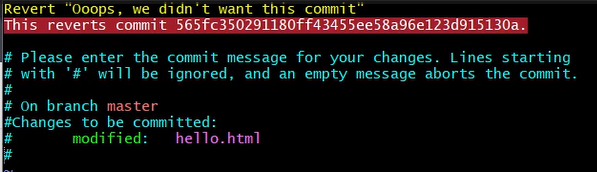 Revert "Ooops, we didn't want this commit"
This reverts commit 565fc350291180ff43455ee58a96e123d915130a.
# Please enter the commit message for your changes. Lines starting
# with '#' will be ignored, and an empty message aborts the commit.
#
# On branch master
#Changes to be committed:
#       modified:   hello.html
#
~